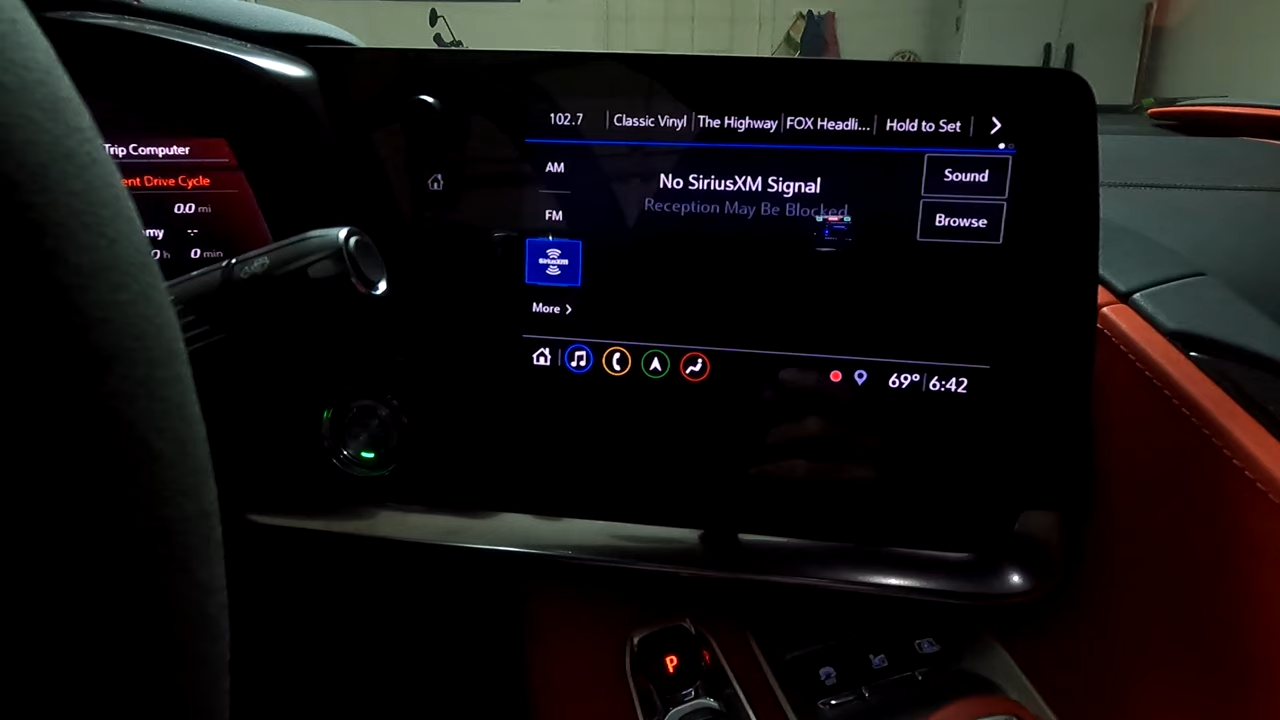 Trip Computer
ent Drive Cycle
0.0 mi
my --
0 h 0 min
102.7 Classic Vinyl The Highway FOX Headli... Hold to Set
AM
FM
SiriusXM
More
No SiriusXM Signal
Reception May Be Blocked
Sound
Browse
69° 6:42
P